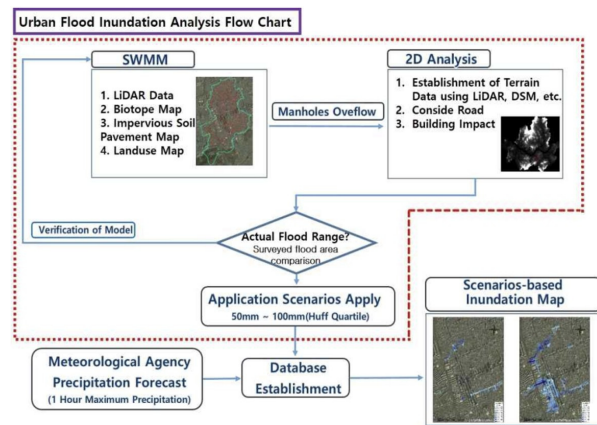 Urban Flood Inundation Analysis Flow Chart
SWMM
1. LiDAR Data
2. Biotope Map
3. Impervious Soil
Pavement Map
4. Landuse Map
Manholes Oveflow
2D Analysis
1. Establishment of Terrain
Data using LiDAR, DSM, etc.
2. Conside Road
3. Building Impact
Verification of Model
Actual Flood Range?
Surveyed flood area
comparison
Application Scenarios Apply
50mm ~ 100mm(Huff Quartile)
Scenarios-based
Inundation Map
Meteorological Agency
Precipitation Forecast
(1 Hour Maximum Precipitation)
Database
Establishment